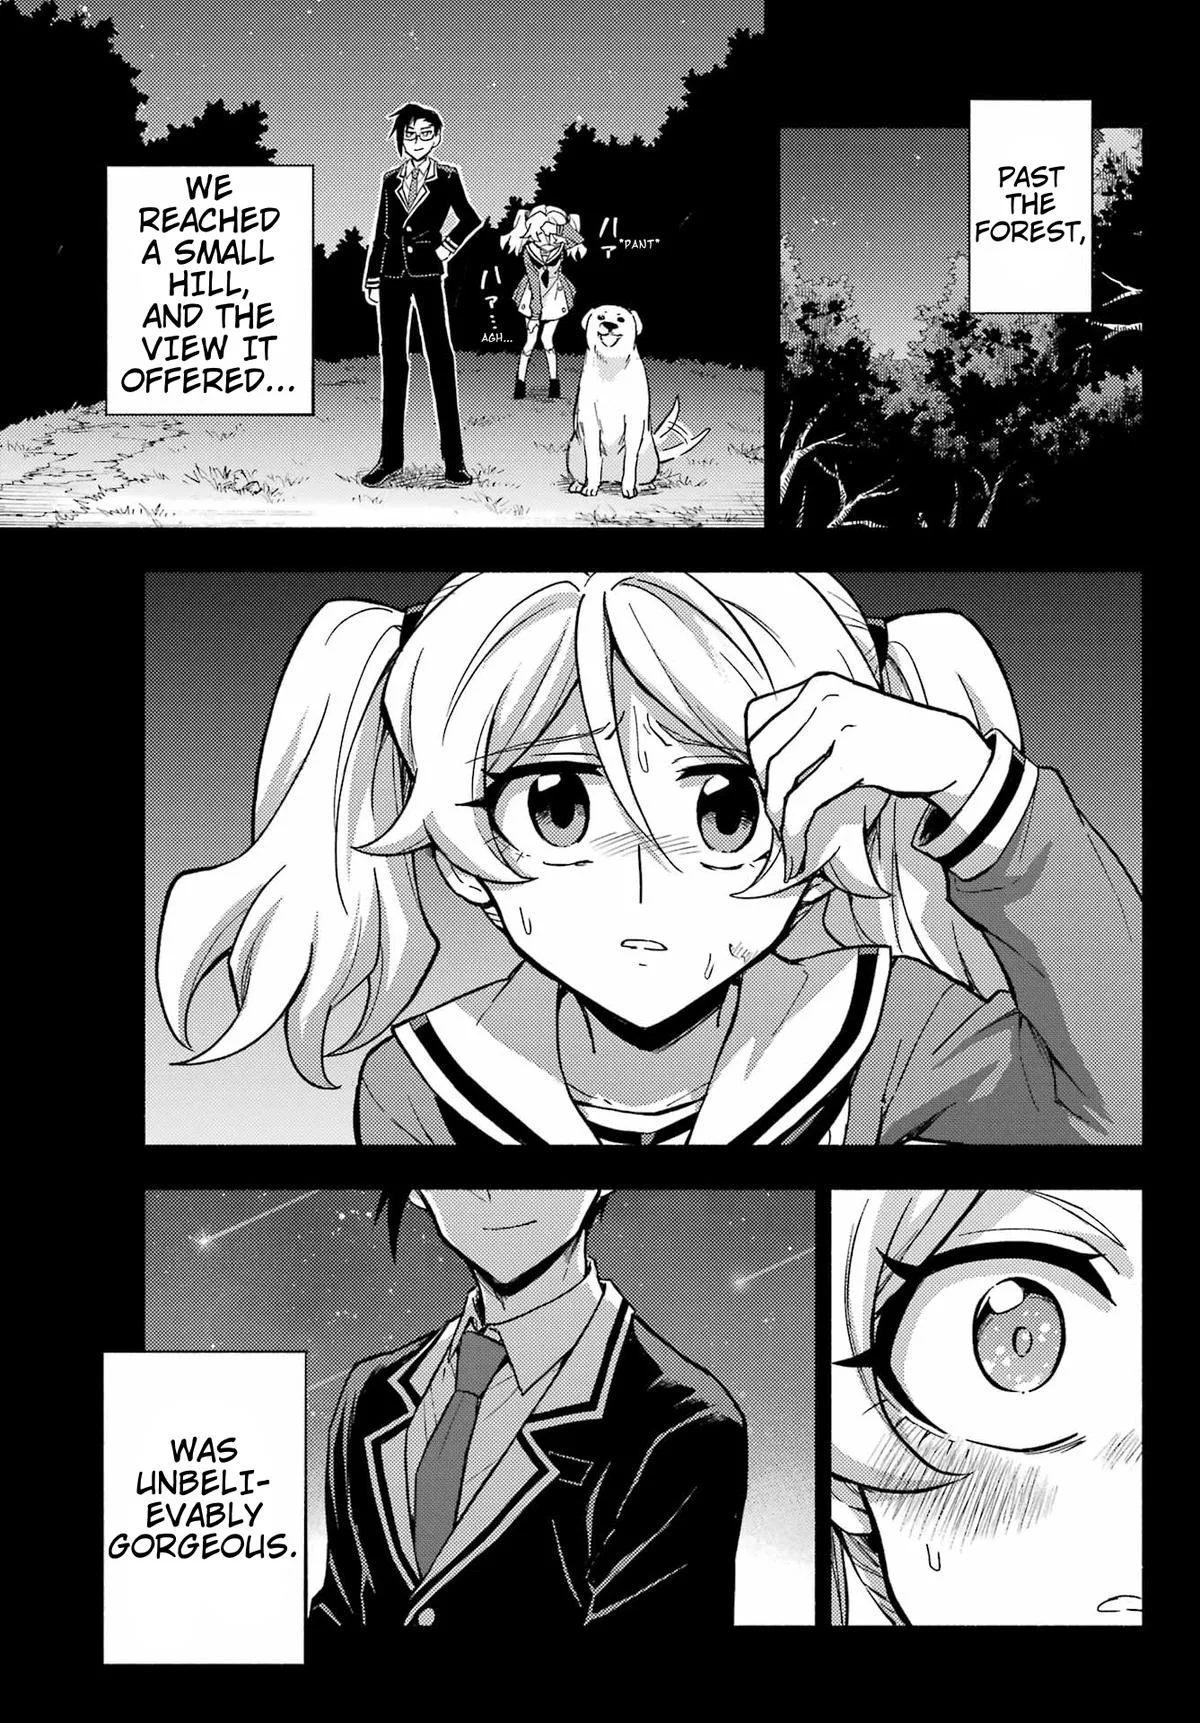 PAST
THE
FOREST,
WE
REACHED
A SMALL
HILL,
AND THE
VIEW IT
OFFERED...
ハァ
"PANT"
ハァ...
AGH...
WAS
UNBELI-
EVABLY
GORGEOUS.